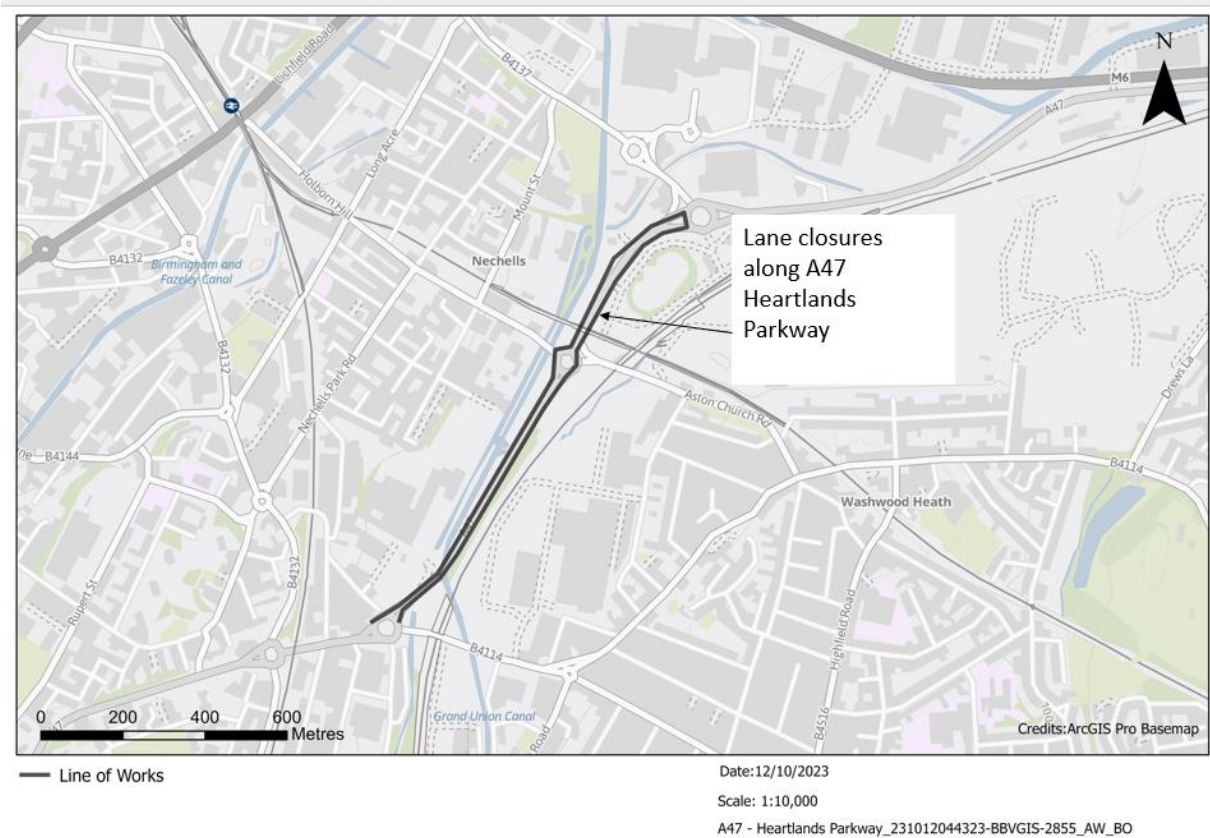 N
Lichfield Road
B4137
M6
A47
Long Acre
Mount St
Holborn Hill
Nechells
B4132
Birmingham and
Fazeley Canal
Lane closures
along A47
Heartlands
Parkway
Drews La
B4132
Nechells Park Rd
Aston Church Rd
B4144
B4114
Washwood Heath
B4132
Rupert St
Highfield Road
B4114
Grand Union Canal
Road
B4516
0 200 400 600
Metres
Credits:ArcGIS Pro Basemap
Line of Works
Date:12/10/2023
Scale: 1:10,000
A47 - Heartlands Parkway_231012044323-BBVGIS-2855_AW_BO